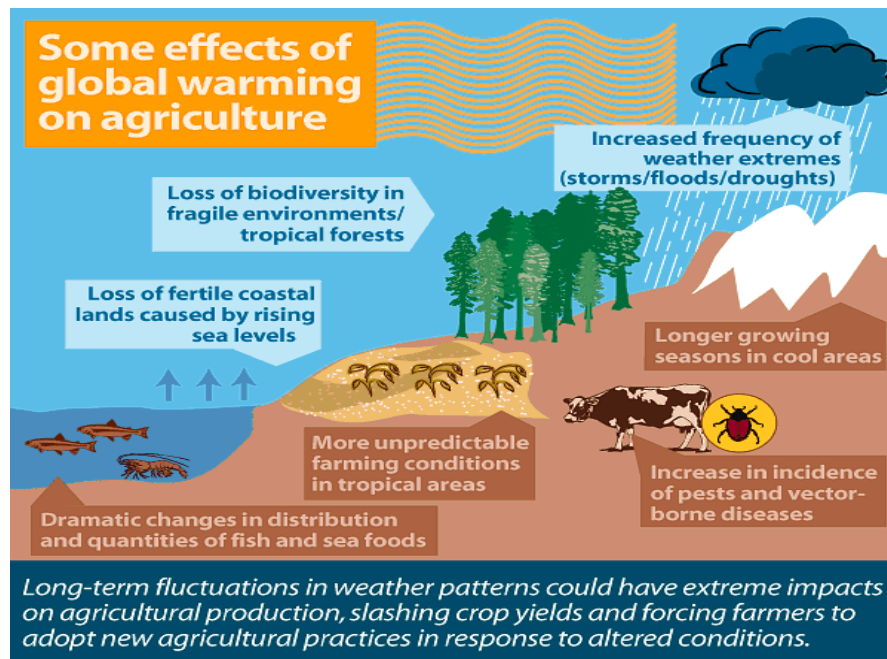 Some effects of
global warming
on agriculture
Increased frequency of
weather extremes
(storms/floods/droughts)
Loss of biodiversity in
fragile environments/
tropical forests
Loss of fertile coastal
lands caused by rising
sea levels
Longer growing
seasons in cool areas
More unpredictable
farming conditions
in tropical areas
Increase in incidence
of pests and vector-
borne diseases
Dramatic changes in distribution
and quantities of fish and sea foods
Long-term fluctuations in weather patterns could have extreme impacts
on agricultural production, slashing crop yields and forcing farmers to
adopt new agricultural practices in response to altered conditions.